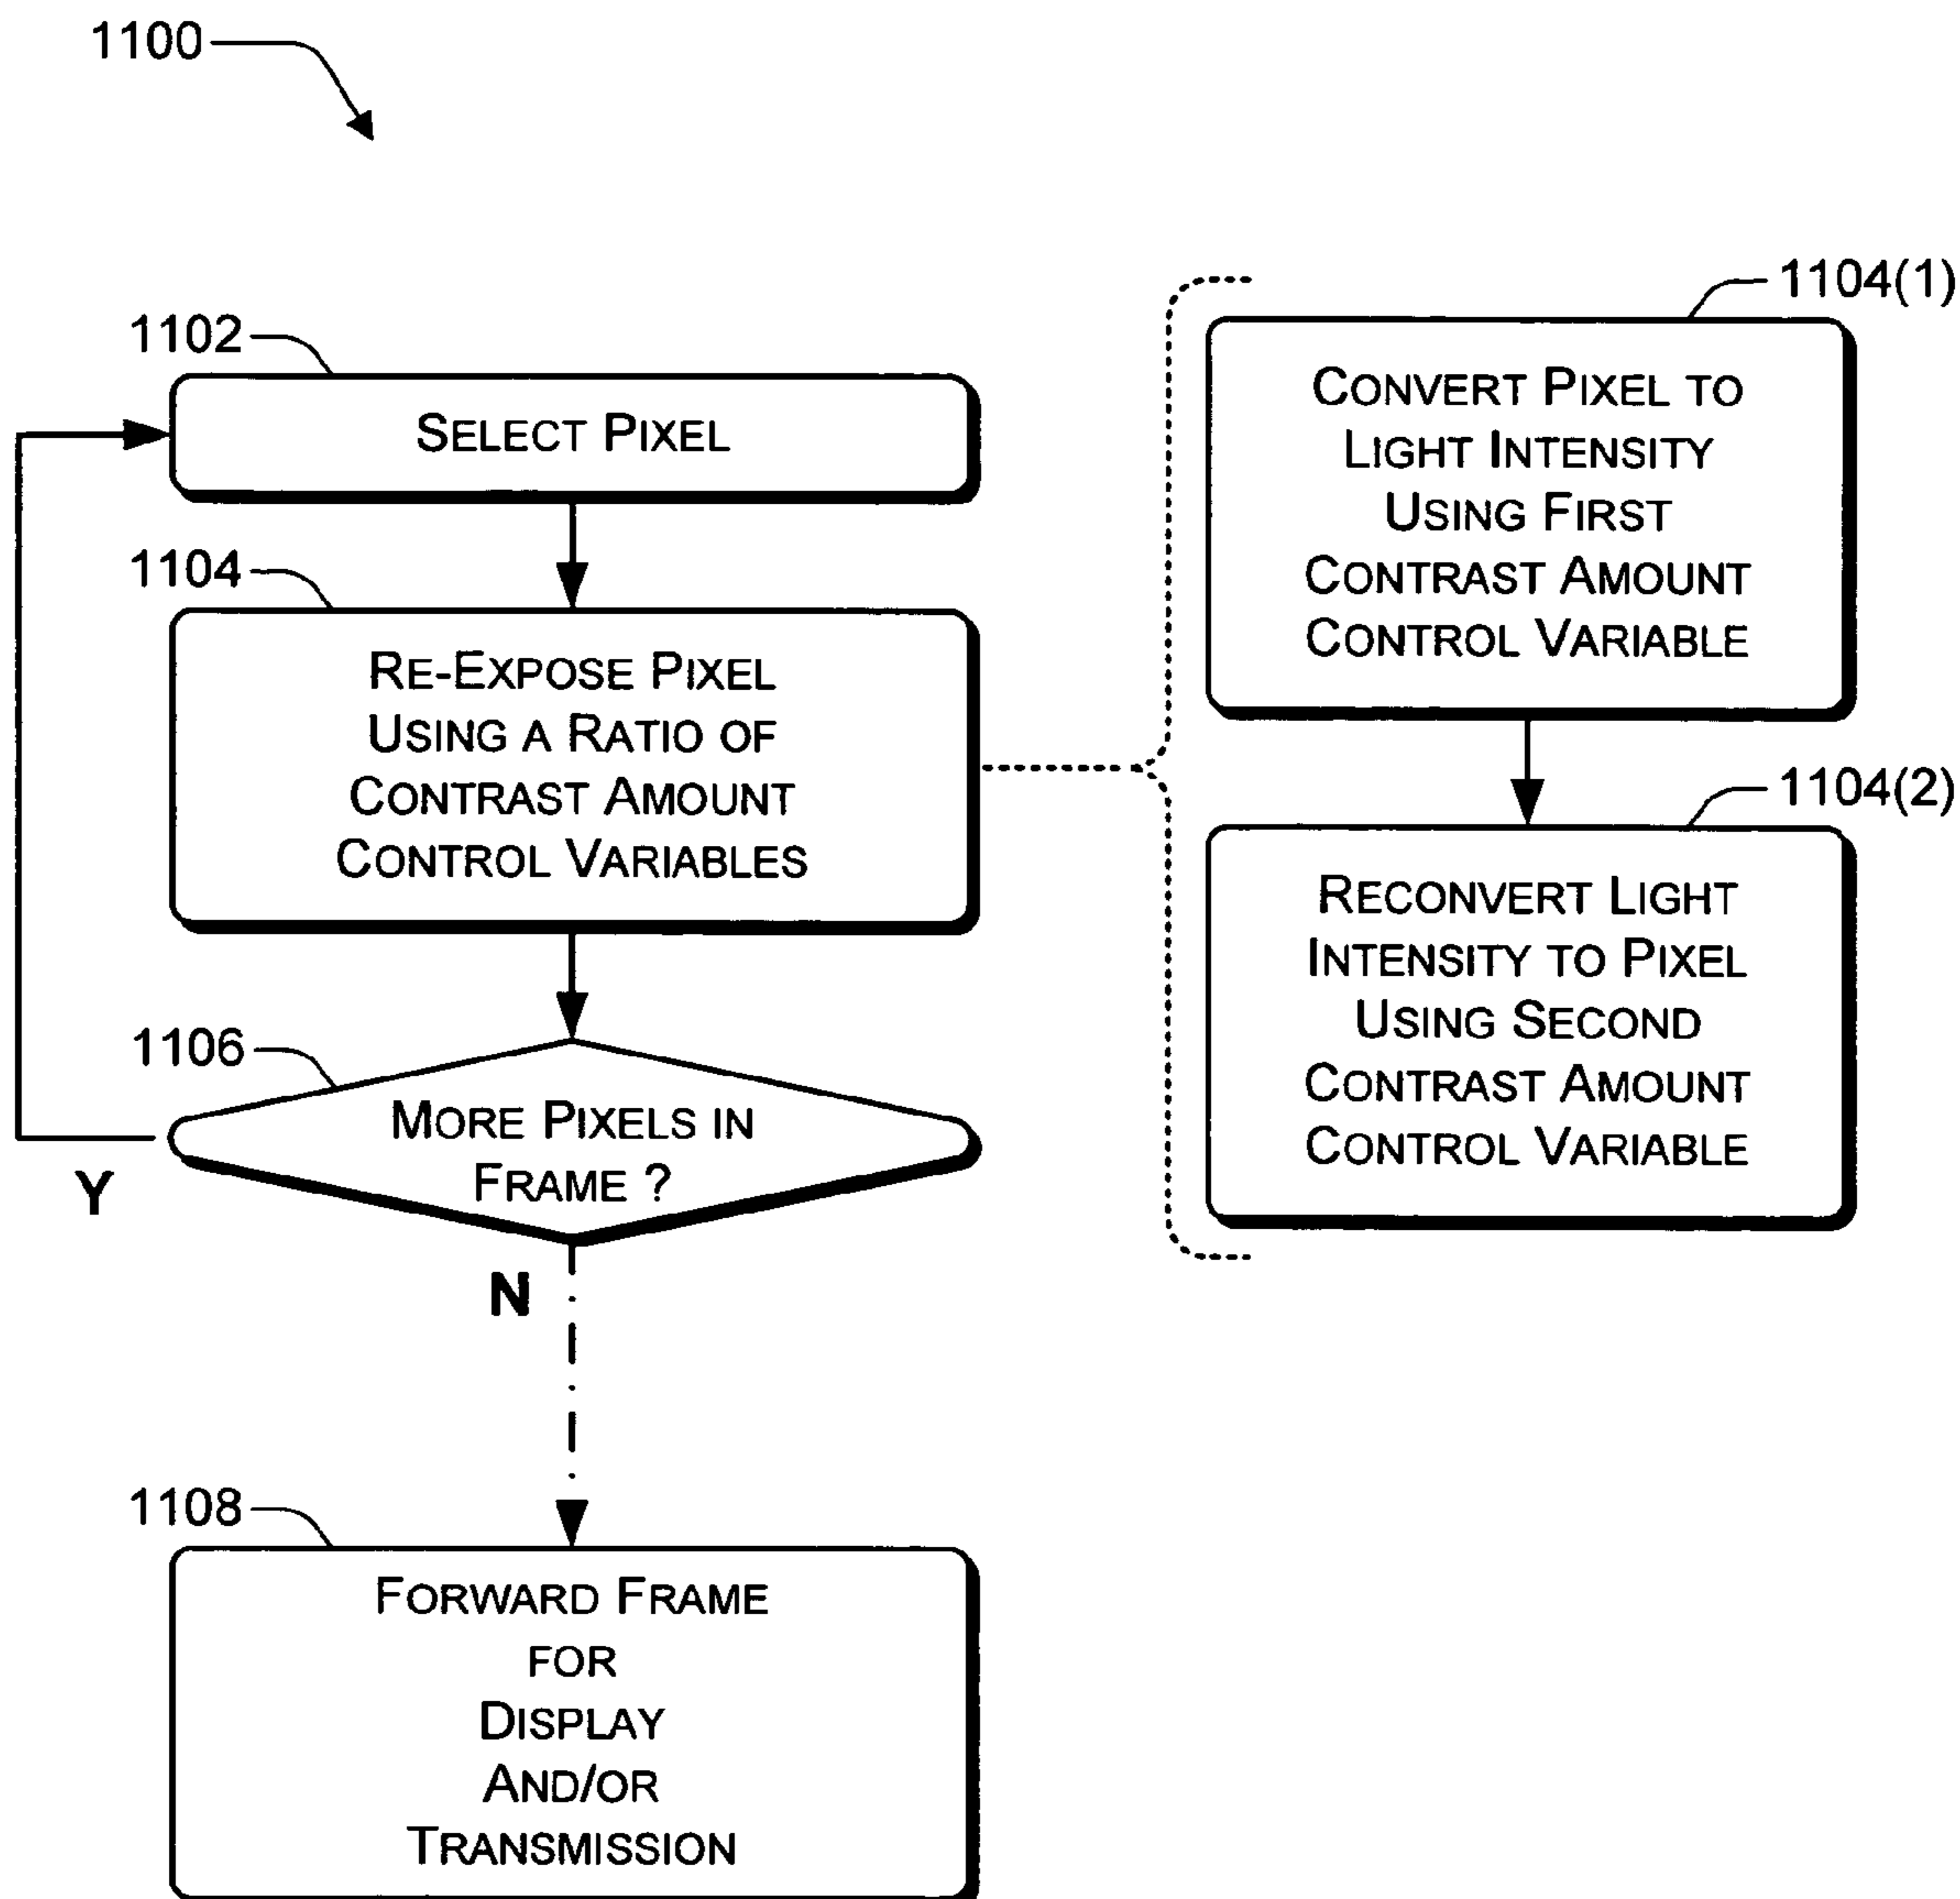 1100
1102
SELECT PIXEL
1104
RE-EXPOSE PIXEL
USING A RATIO OF
CONTRAST AMOUNT
CONTROL VARIABLES
1106
MORE PIXELS IN
FRAME ?
Y
N
1108
FORWARD FRAME
FOR
DISPLAY
AND/OR
TRANSMISSION
1104(1)
CONVERT PIXEL TO
LIGHT INTENSITY
USING FIRST
CONTRAST AMOUNT
CONTROL VARIABLE
1104(2)
RECONVERT LIGHT
INTENSITY TO PIXEL
USING SECOND
CONTRAST AMOUNT
CONTROL VARIABLE